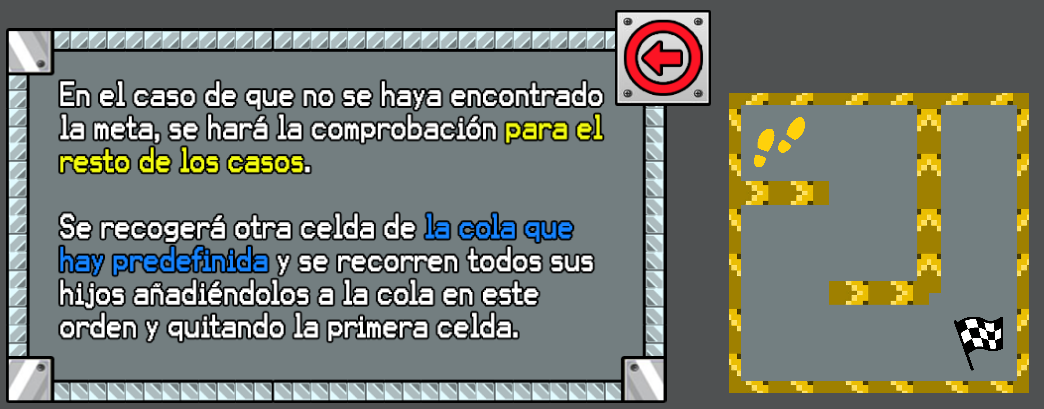 En el caso de que no se haya encontrado
la meta, se hará la comprobación para el
resto de los casos.
Se recogerá otra celda de la cola que
hay predefinida y se recorren todos sus
hijos añadiéndolos a la cola en este
orden y quitando la primera celda.